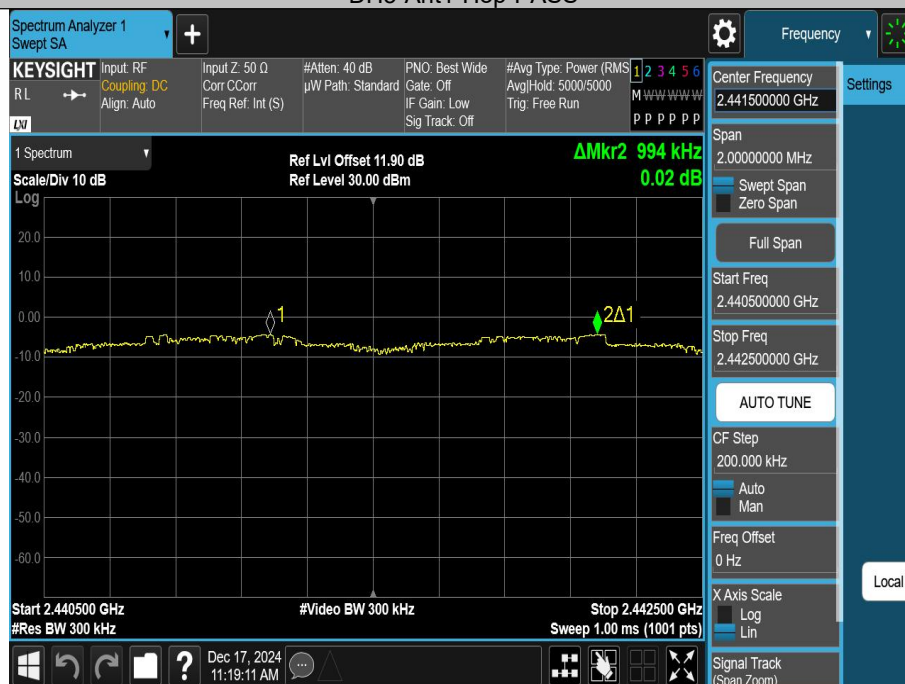 Spectrum Analyzer 1
Swept SA
+
Frequency
KEYSIGHT
RL
LXI
Input: RF
Coupling: DC
Align: Auto
Input Z: 50 Ω
Corr CCorr
Freq Ref: Int (S)
#Atten: 40 dB
µW Path: Standard
PNO: Best Wide
Gate: Off
IF Gain: Low
Sig Track: Off
#Avg Type: Power (RMS
Avg|Hold: 5000/5000
Trig: Free Run
1 2 3 4 5 6
M W W W W W
P P P P P P
1 Spectrum
Scale/Div 10 dB
Ref Lvl Offset 11.90 dB
Ref Level 30.00 dBm
ΔMkr2 994 kHz
0.02 dB
Log
20.0
10.0
0.00
-10.0
-20.0
-30.0
-40.0
-50.0
-60.0
1
2Δ1
Start 2.440500 GHz
#Res BW 300 kHz
#Video BW 300 kHz
Stop 2.442500 GHz
Sweep 1.00 ms (1001 pts)
?
Dec 17, 2024
11:19:11 AM
Center Frequency
2.441500000 GHz
Settings
Span
2.00000000 MHz
Swept Span
Zero Span
Full Span
Start Freq
2.440500000 GHz
Stop Freq
2.442500000 GHz
AUTO TUNE
CF Step
200.000 kHz
Auto
Man
Freq Offset
0 Hz
Local
X Axis Scale
Log
Lin
Signal Track
(Span Zoom)